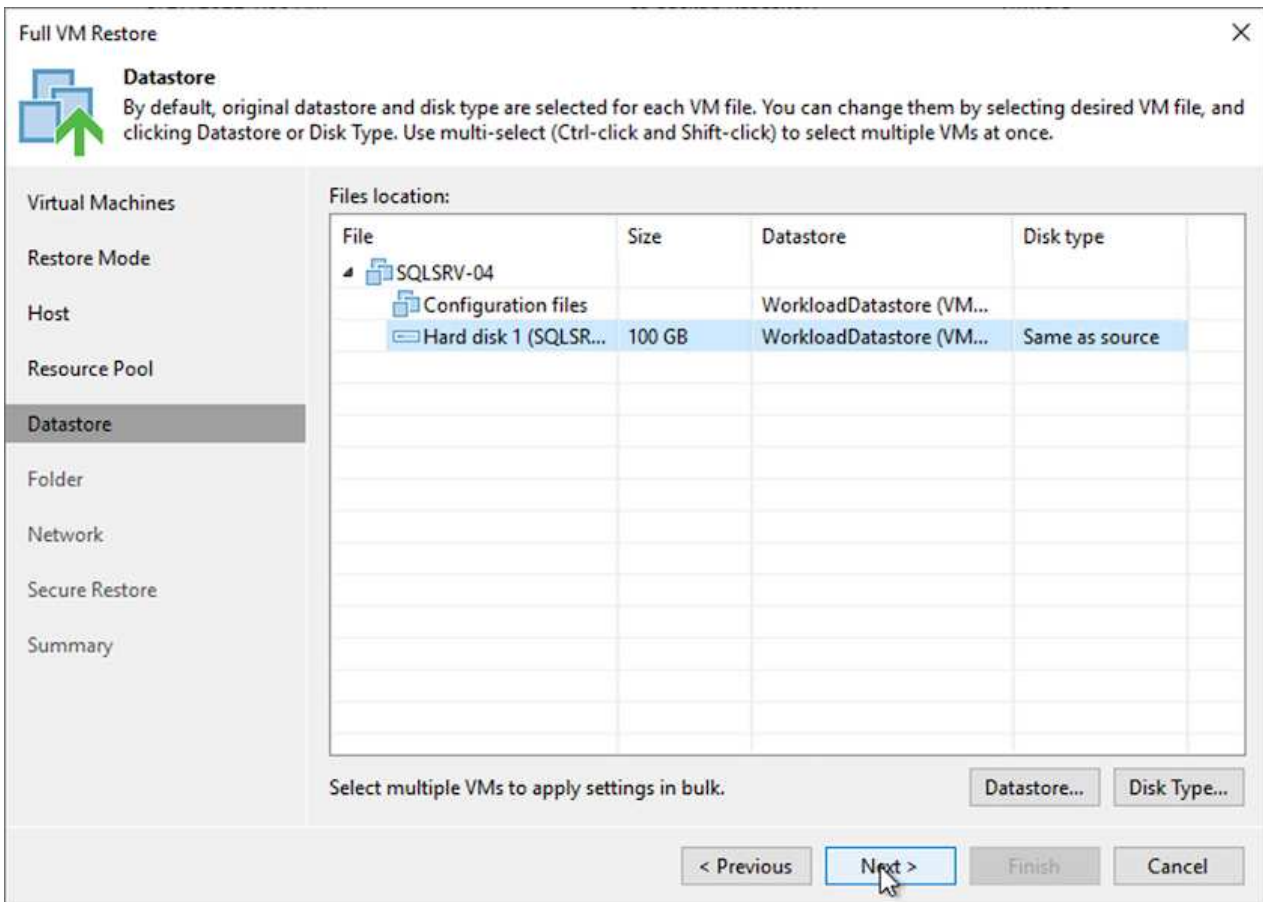 Full VM Restore
Datastore
By default, original datastore and disk type are selected for each VM file. You can change them by selecting desired VM file, and
clicking Datastore or Disk Type. Use multi-select (Ctrl-click and Shift-click) to select multiple VMs at once.
Virtual Machines
Restore Mode
Host
Resource Pool
Datastore
Folder
Network
Secure Restore
Summary
Files location:
File Size Datastore Disk type
SQLSRV-04
Configuration files WorkloadDatastore (VM...
Hard disk 1 (SQLSR... 100 GB WorkloadDatastore (VM... Same as source
Select multiple VMs to apply settings in bulk.
Datastore... Disk Type...
< Previous Next > Finish Cancel